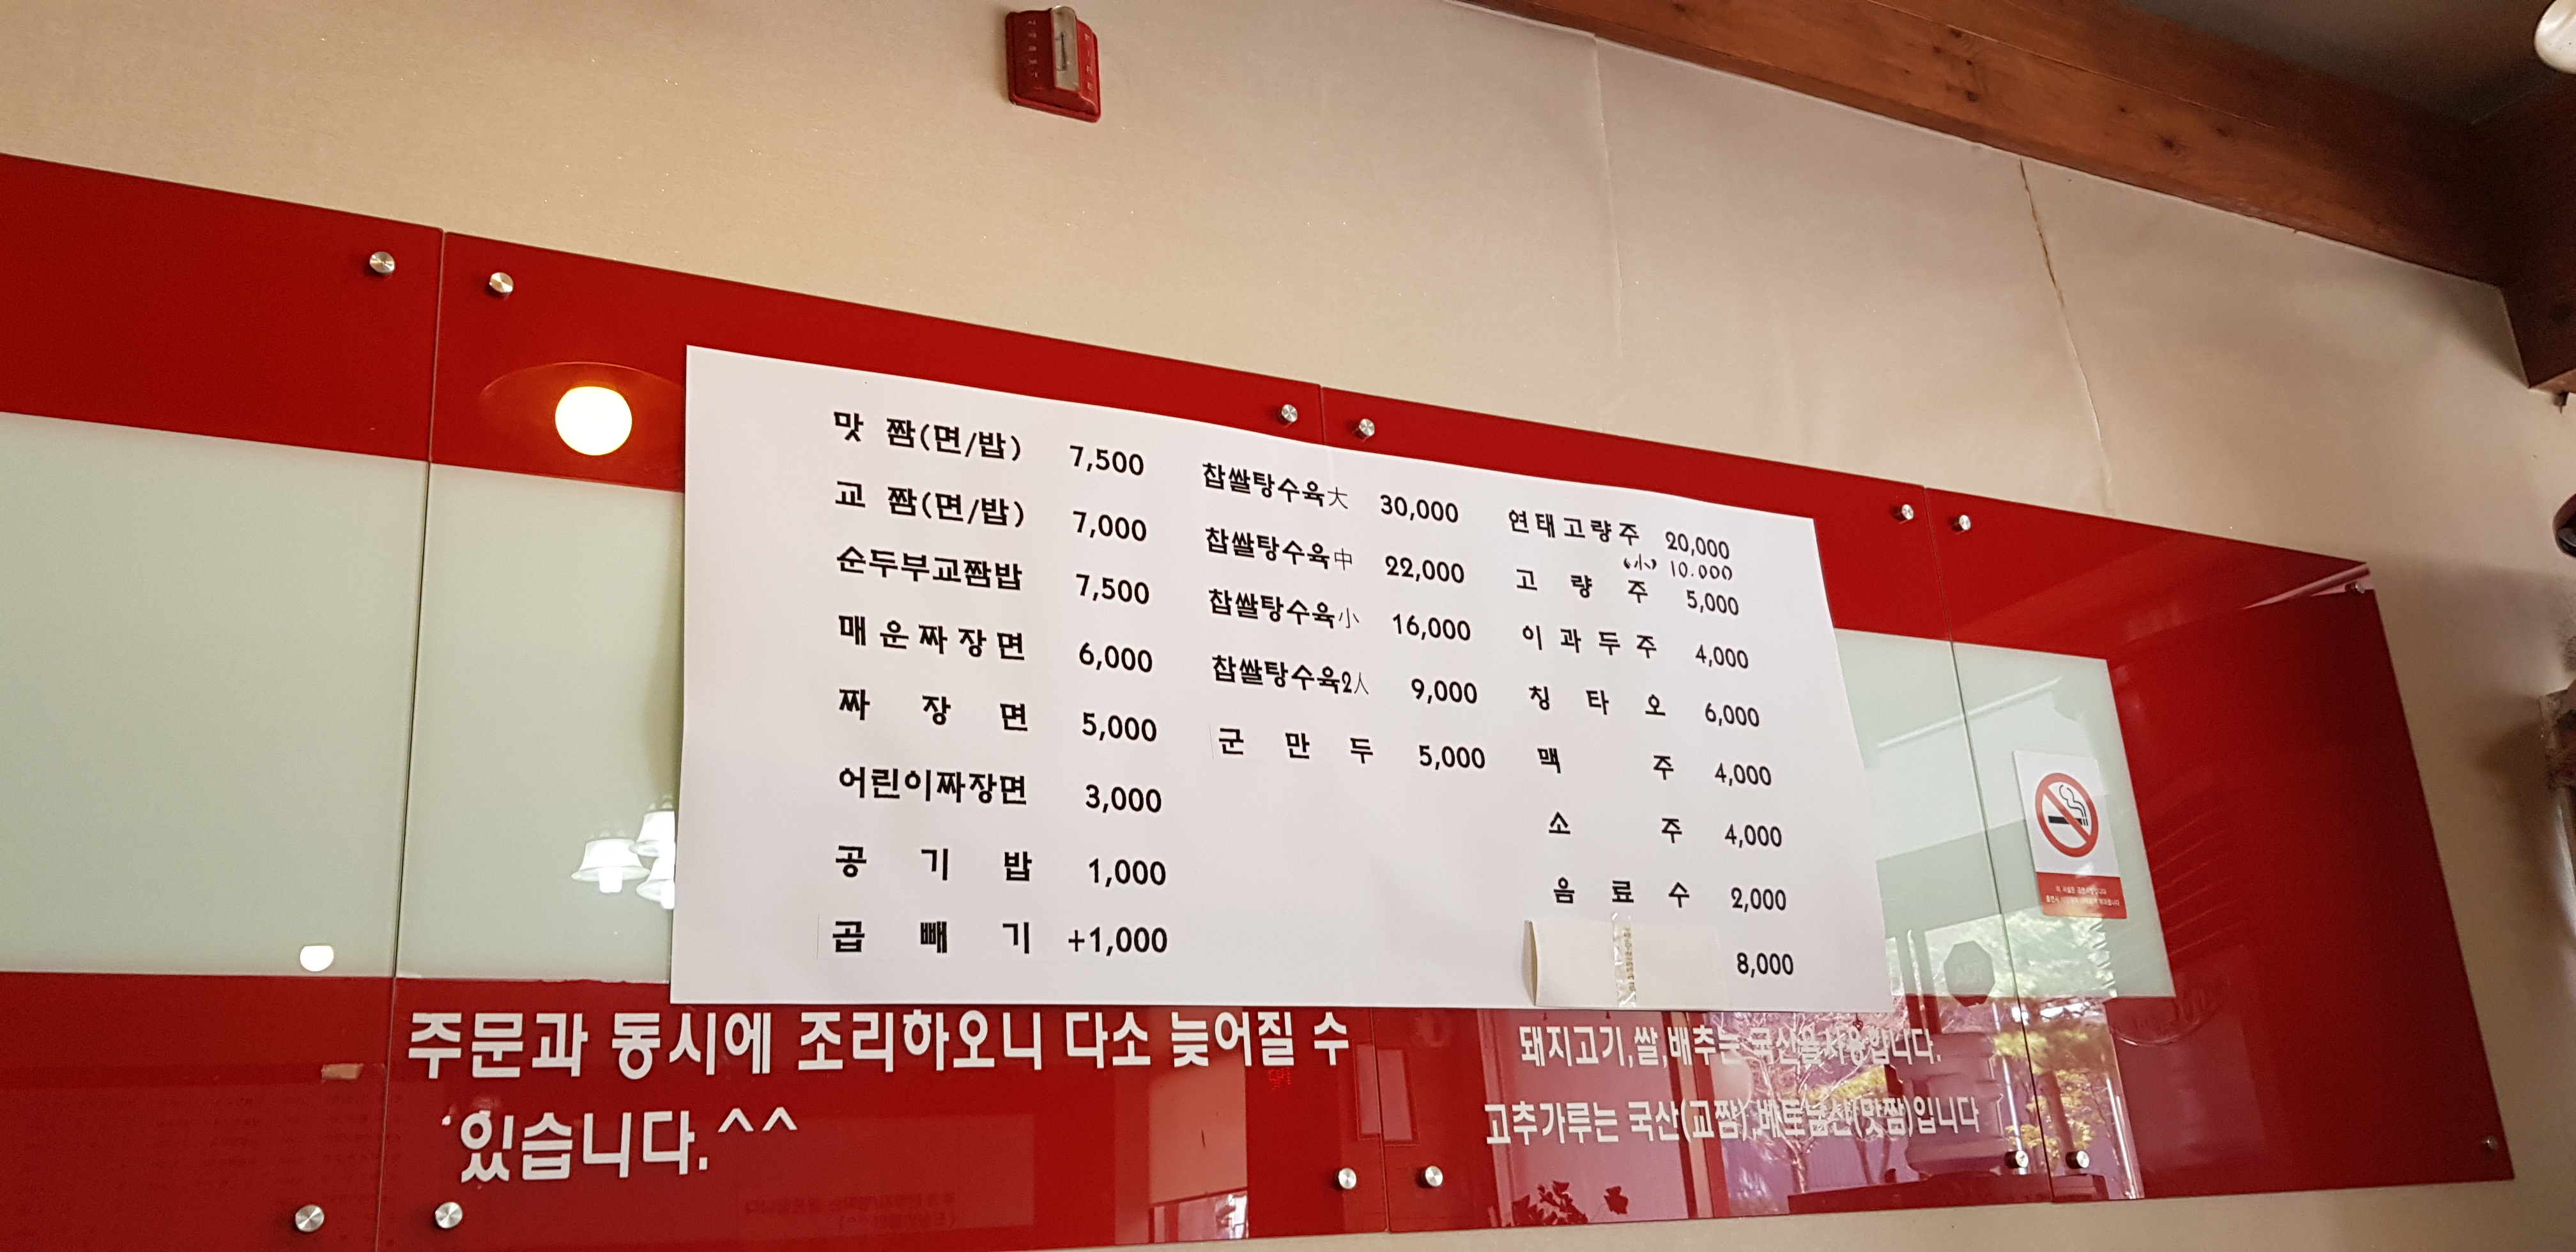 맛 짬(면/밥) 7,500
교 짬(면/밥) 7,000
순두부교짬밥 7,500
매운짜장면 6,000
짜장면 5,000
어린이짜장면 3,000
공기밥 1,000
곱빼기 +1,000
찹쌀탕수육大 30,000
찹쌀탕수육中 22,000
찹쌀탕수육小 16,000
찹쌀탕수육2人 9,000
군만두 5,000
연태고량주 20,000
(小) 10.000
고량주 5,000
이과두주 4,000
칭타오 6,000
맥주 4,000
소주 4,000
음료수 2,000
8,000
주문과 동시에 조리하오니 다소 늦어질 수
있습니다.^^
돼지고기,쌀,배추는 국산을사용합니다.
고추가루는 국산(교짬),베트남산(맛짬)입니다